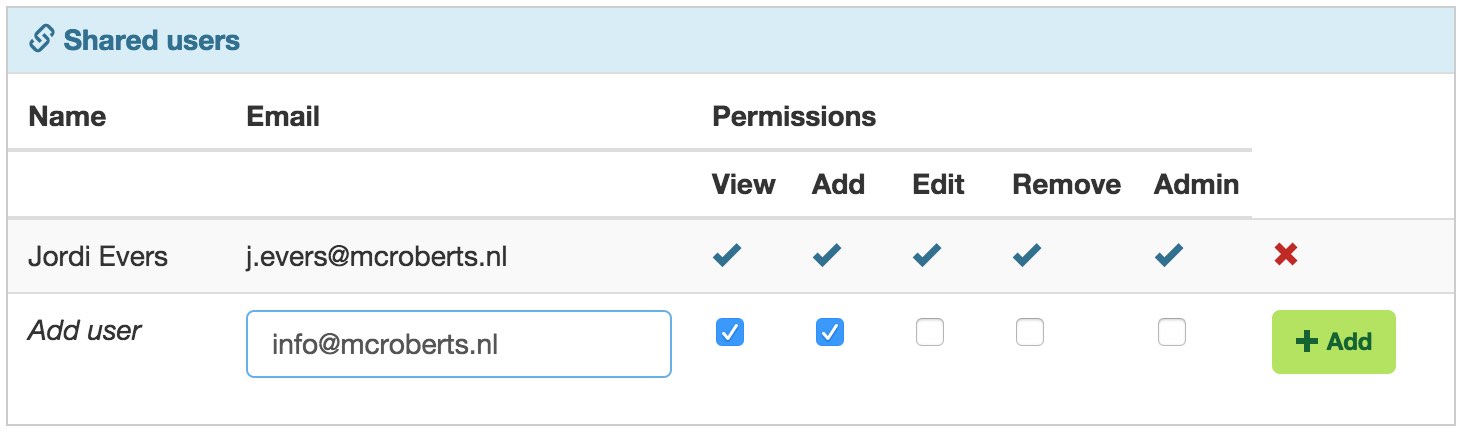 Shared users
Name Email Permissions
View Add Edit Remove Admin
Jordi Evers j.evers@mcroberts.nl
Add user info@mcroberts.nl Add